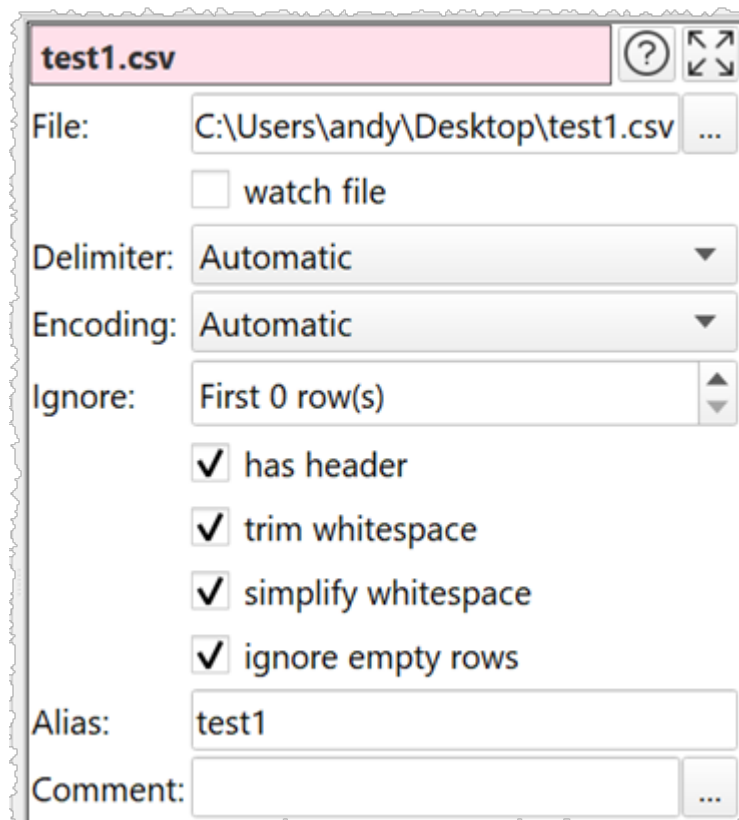 test1.csv
File: C:\Users\andy\Desktop\test1.csv ...
watch file
Delimiter: Automatic
Encoding: Automatic
Ignore: First 0 row(s)
has header
trim whitespace
simplify whitespace
ignore empty rows
Alias: test1
Comment: ...